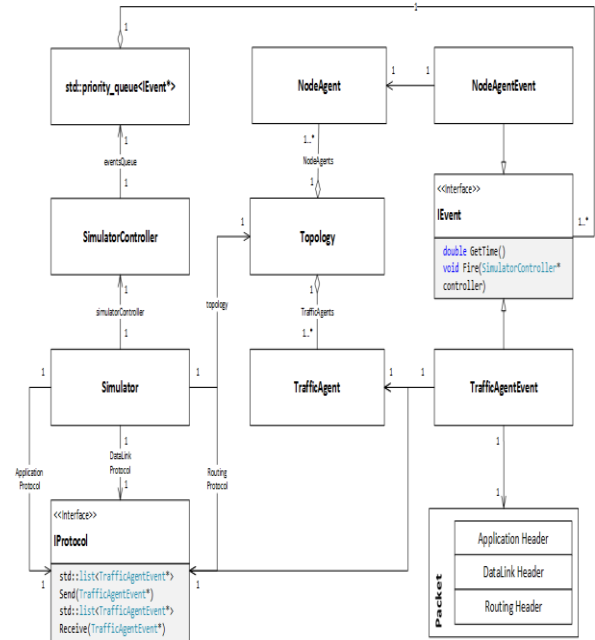 1
1
std::priority_queue<IEvent*>
NodeAgent
1
1
NodeAgentEvent
1
eventsQueue
1
1..*
NodeAgents
1
<<Interface>>
IEvent
1..*
double GetTime()
void Fire(SimulatorController*
controller)
SimulatorController
1
Topology
1
simulatorController
1
topology
1
TrafficAgents
1..*
1
Simulator
1
TrafficAgent
1
1
TrafficAgentEvent
Application
Protocol
1
DataLink
Protocol
1
Routing
Protocol
1
1
<<Interface>>
IProtocol
1
1
std::list<TrafficAgentEvent*>
Send(TrafficAgentEvent*)
std::list<TrafficAgentEvent*>
Receive(TrafficAgentEvent*)
Packet
Application Header
DataLink Header
Routing Header